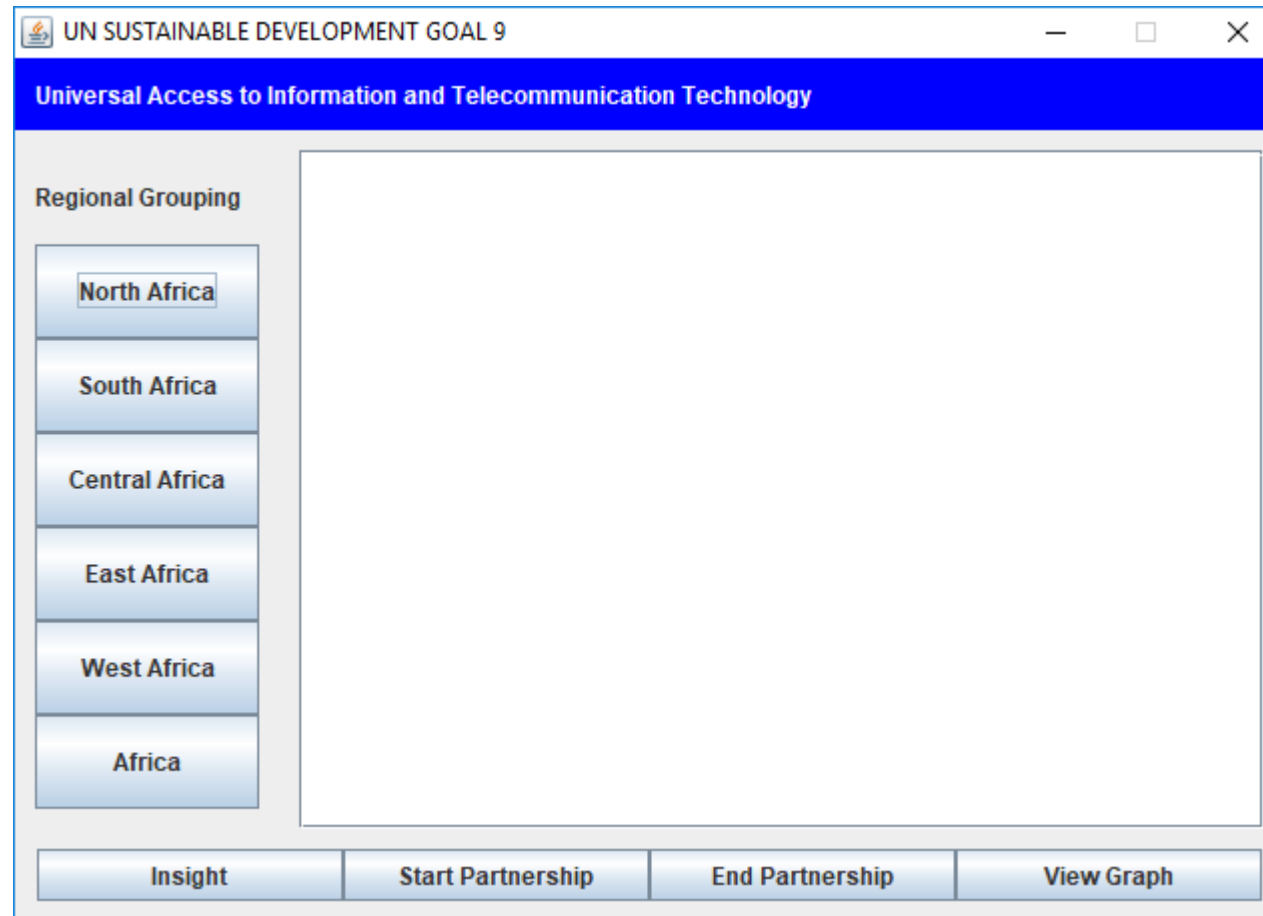 UN SUSTAINABLE DEVELOPMENT GOAL 9
Universal Access to Information and Telecommunication Technology
Regional Grouping
North Africa
South Africa
Central Africa
East Africa
West Africa
Africa
Insight
Start Partnership
End Partnership
View Graph